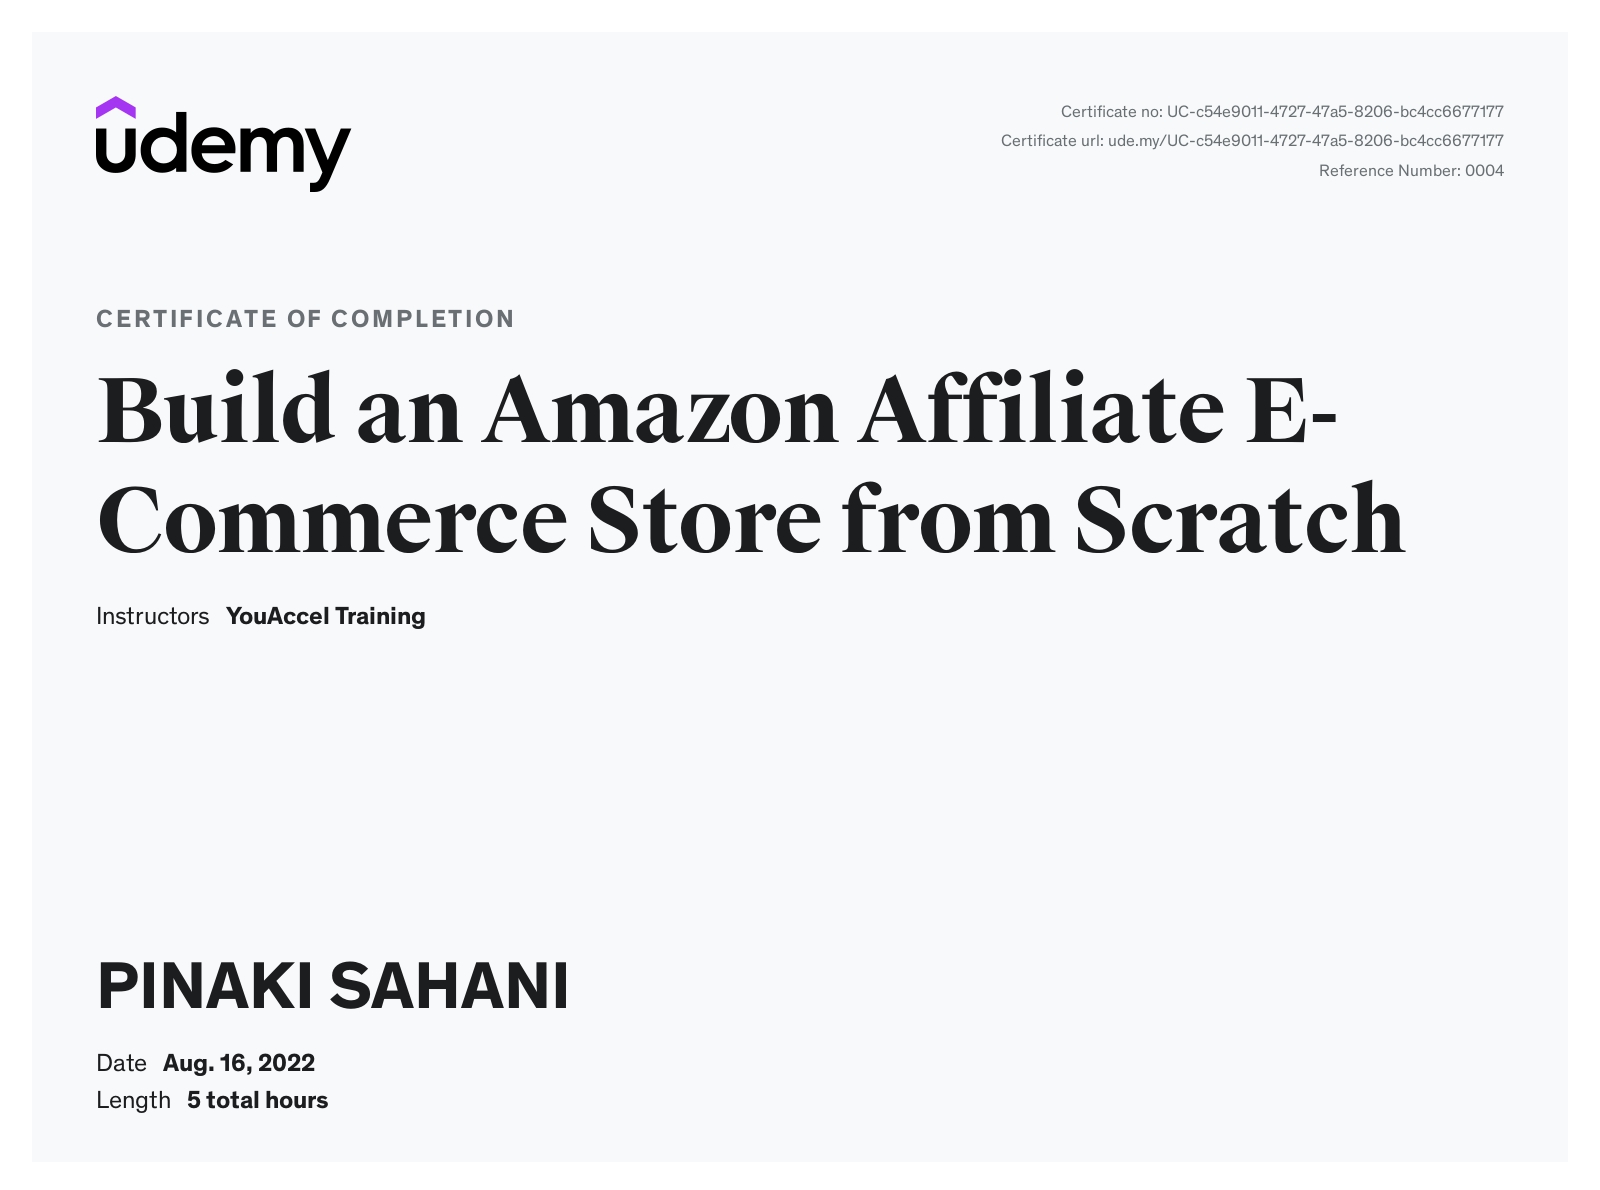 udemy
Certificate no: UC-c54e9011-4727-47a5-8206-bc4cc6677177
Certificate url: ude.my/UC-c54e9011-4727-47a5-8206-bc4cc6677177
Reference Number: 0004
CERTIFICATE OF COMPLETION
Build an Amazon Affiliate E-
Commerce Store from Scratch
Instructors YouAccel Training
PINAKI SAHANI
Date Aug. 16, 2022
Length 5 total hours